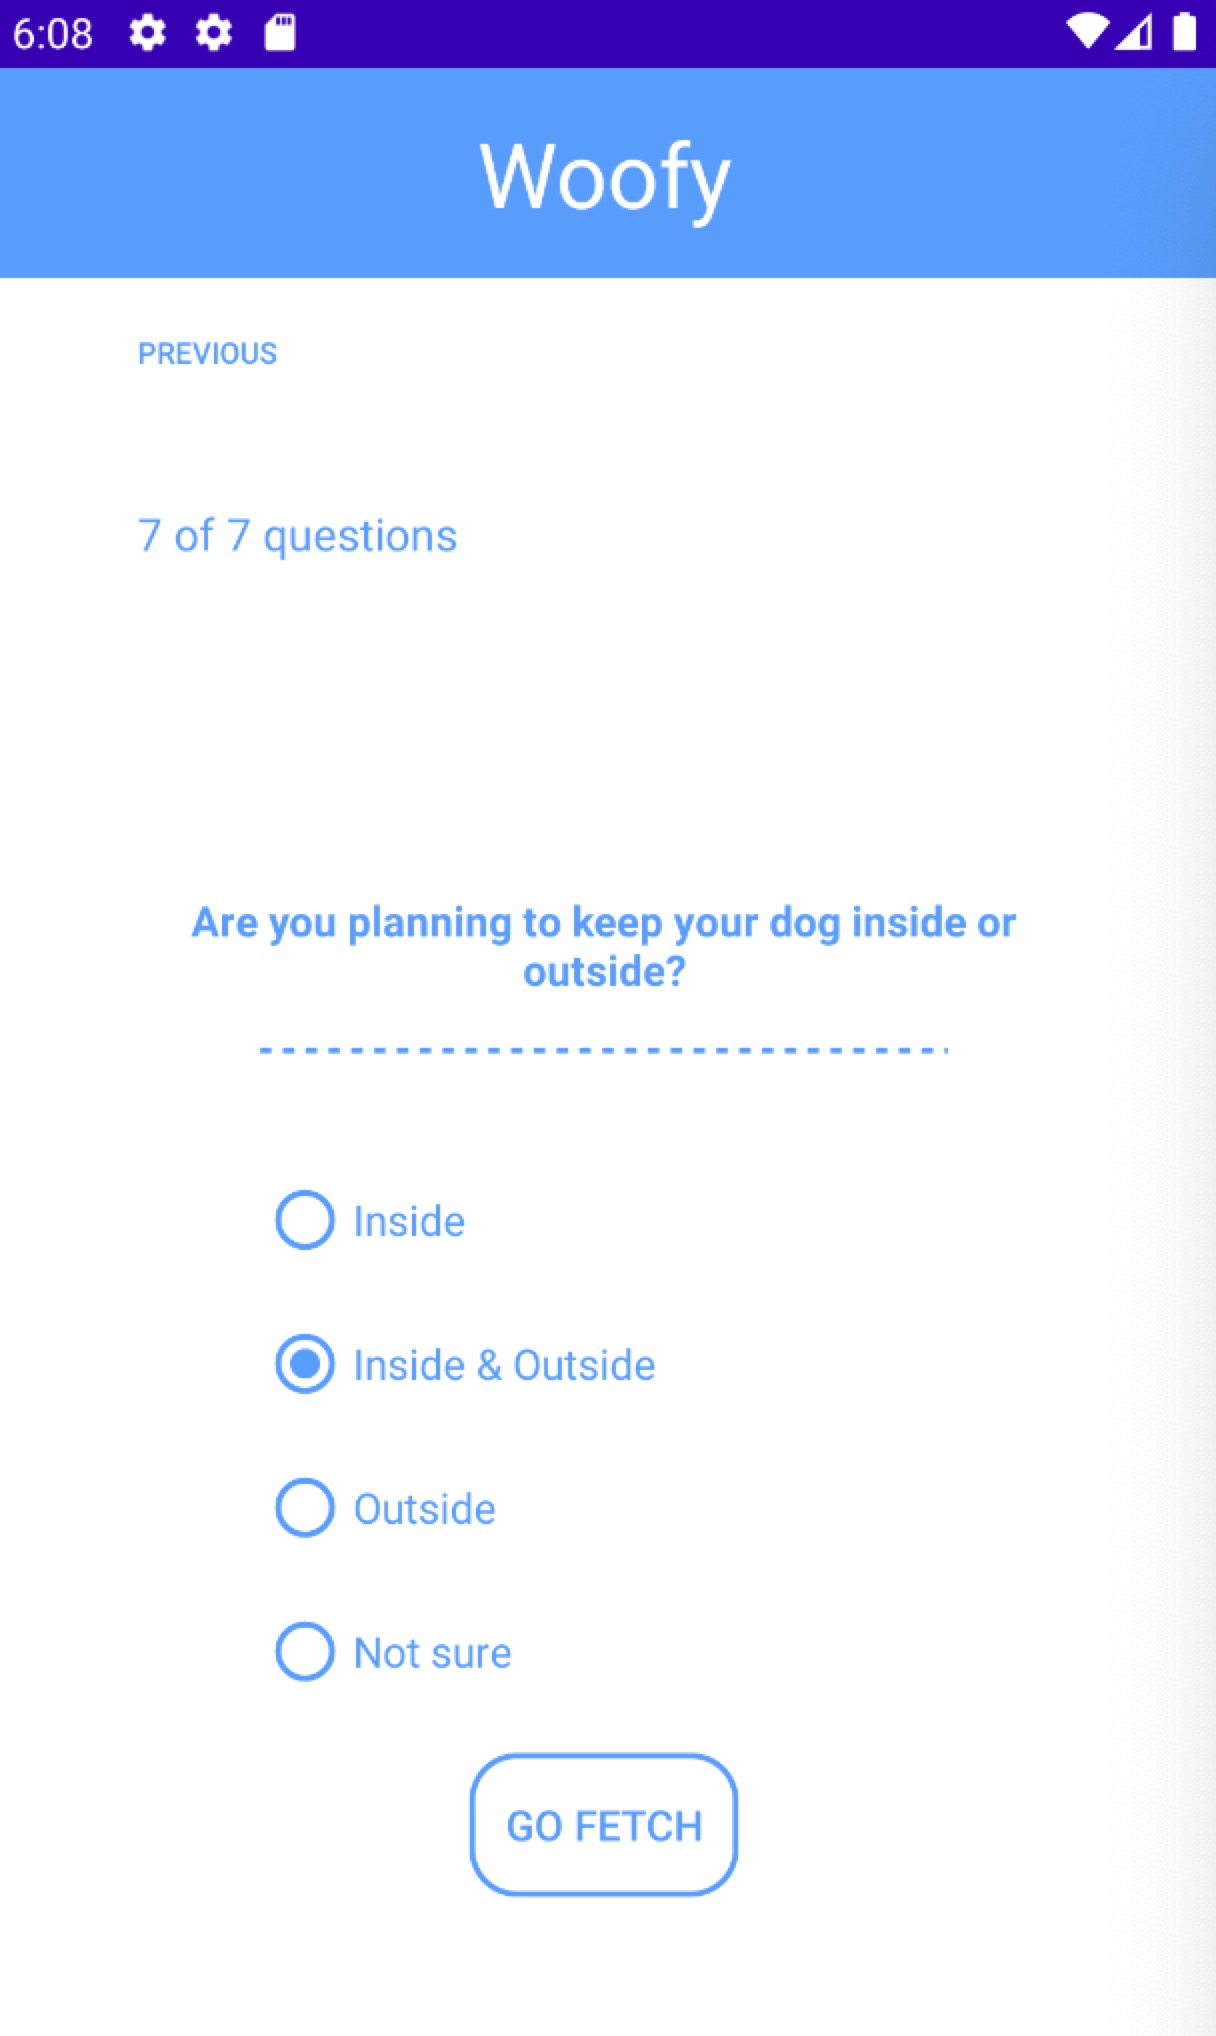 6:08
Woofy
PREVIOUS
7 of 7 questions
Are you planning to keep your dog inside or
outside?
Inside
Inside & Outside
Outside
Not sure
GO FETCH